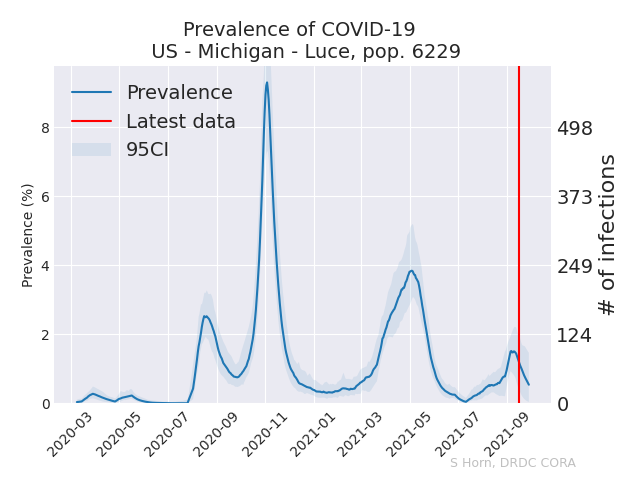 Prevalence of COVID-19
US - Michigan - Luce, pop. 6229
Prevalence
Latest data
95CI
Prevalence (%)
8
6
4
2
0
498
373
249
124
0
# of infections
2020-03
2020-05
2020-07
2020-09
2020-11
2021-01
2021-03
2021-05
2021-07
2021-09
S Horn, DRDC CORA